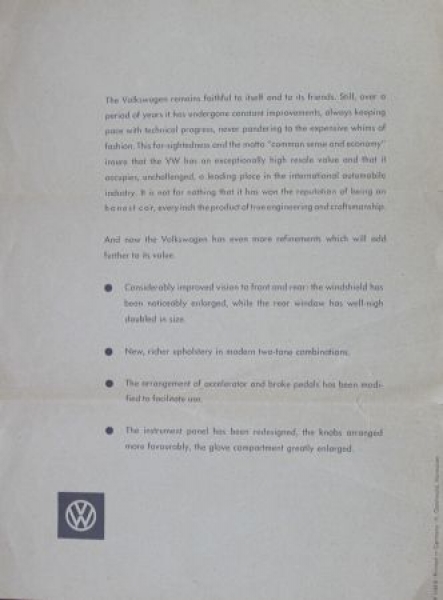 The Volkswagen remains faithful to itself and to its friends. Still, over a
period of years it has undergone constant improvements, always keeping
pace with technical progress, never pandering to the expensive whims of
fashion. This far-sightedness and the motto "common sense and economy"
insure that the VW has an exceptionally high resale value and that it
occupies, unchallenged, a leading place in the international automobile
industry. It is not for nothing that it has won the reputation of being an
honest car, every inch the product of true engineering and craftsmanship.
And now the Volkswagen has even more refinements which will add
further to its value.
● Considerably improved vision to front and rear: the windshield has
been noticeably enlarged, while the rear window has well-nigh
doubled in size.
● New, richer upholstery in modern two-tone combinations.
● The arrangement of accelerator and brake pedals has been modi-
fied to facilitate use.
● The instrument panel has been redesigned, the knobs arranged
more favourably, the glove compartment greatly enlarged.
VW
Printed in Germany